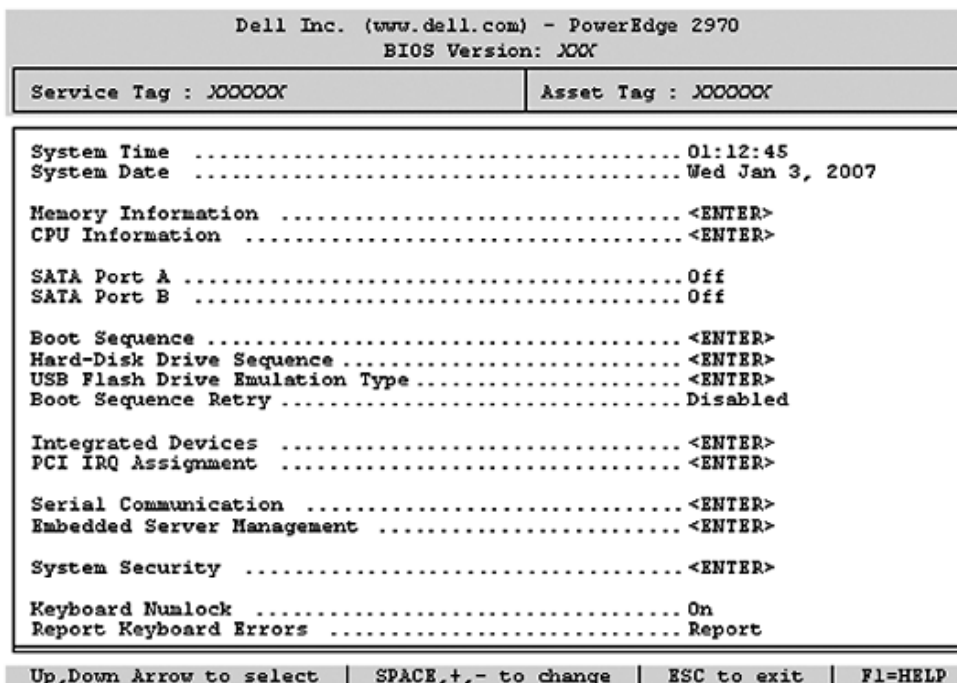 Dell Inc. (www.dell.com) - PowerEdge 2970
BIOS Version: XXX
Service Tag : XXXXXX
Asset Tag : XXXXXX
System Time ............................................. 01:12:45
System Date ............................................. Wed Jan 3, 2007
Memory Information ..................................... <ENTER>
CPU Information ........................................ <ENTER>
SATA Port A .............................................. Off
SATA Port B ............................................. Off
Boot Sequence ............................................ <ENTER>
Hard-Disk Drive Sequence ............................... <ENTER>
USB Flash Drive Emulation Type ........................ <ENTER>
Boot Sequence Retry ..................................... Disabled
Integrated Devices ..................................... <ENTER>
PCI IRQ Assignment ..................................... <ENTER>
Serial Communication ................................... <ENTER>
Embedded Server Management ............................ <ENTER>
System Security ........................................ <ENTER>
Keyboard Numlock ....................................... On
Report Keyboard Errors ................................ Report
Up,Down Arrow to select | SPACE,+,- to change | ESC to exit | F1=HELP